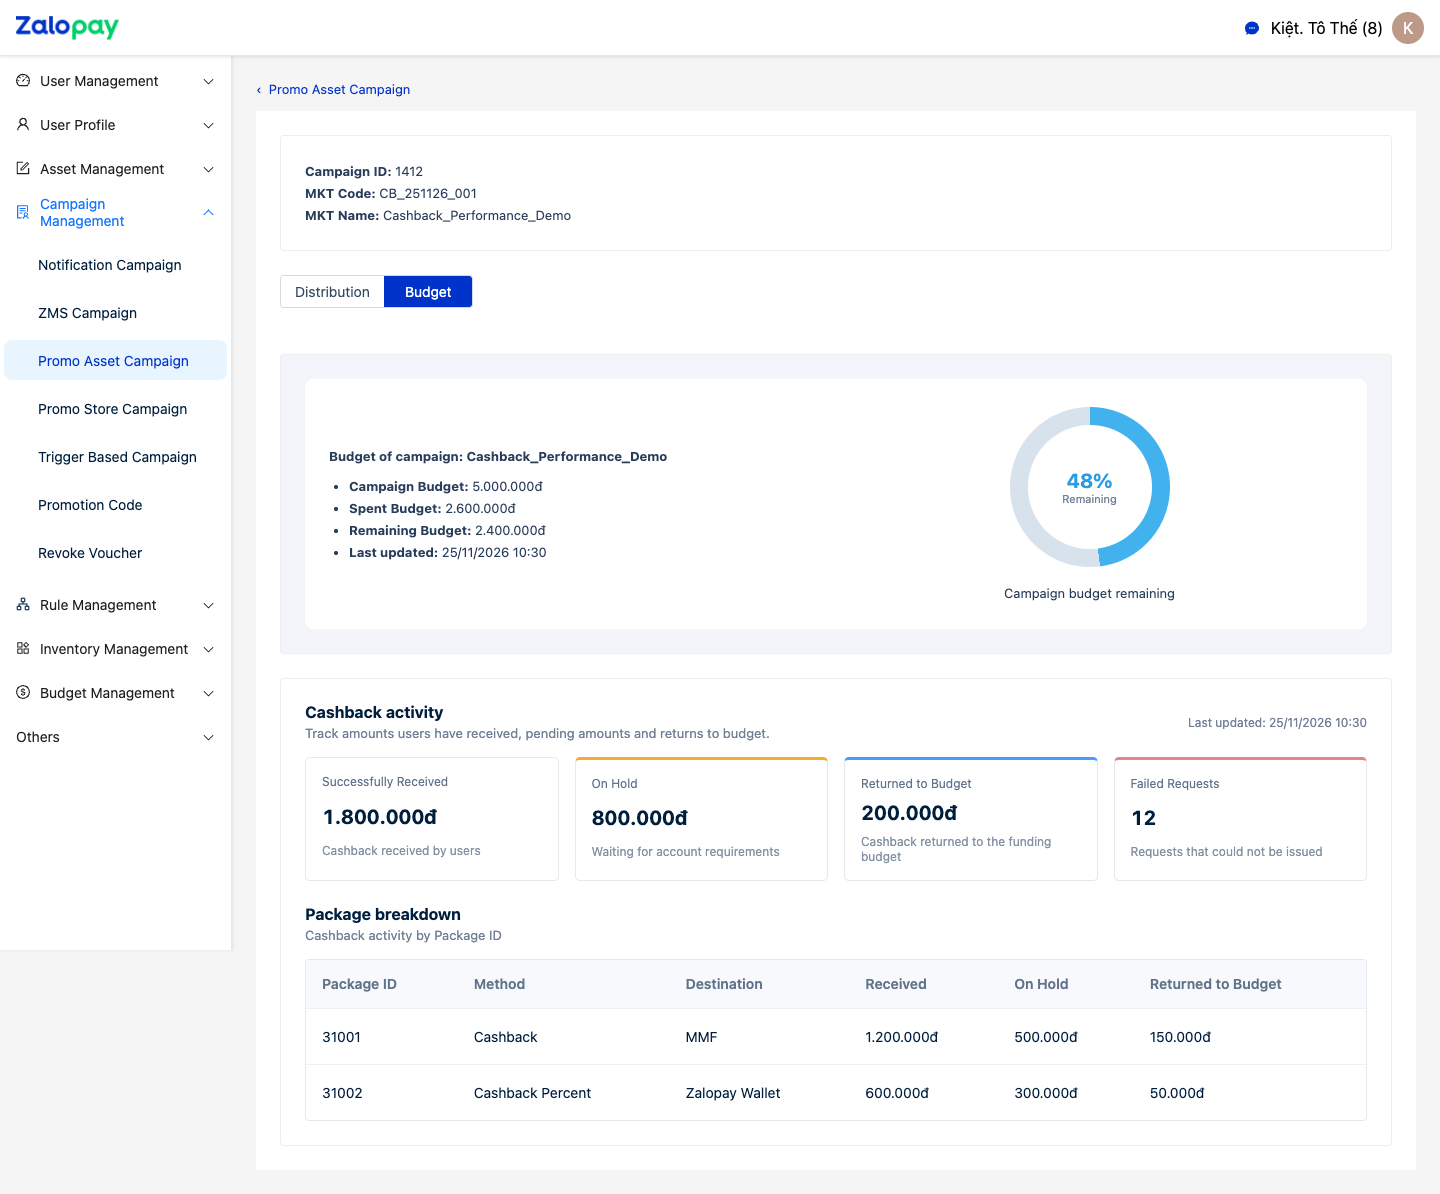 Zalopay
Kiệt. Tô Thế (8)
K
User Management
User Profile
Asset Management
Campaign
Management
Notification Campaign
ZMS Campaign
Promo Asset Campaign
Promo Store Campaign
Trigger Based Campaign
Promotion Code
Revoke Voucher
Rule Management
Inventory Management
Budget Management
Others
‹ Promo Asset Campaign
Campaign ID: 1412
MKT Code: CB_251126_001
MKT Name: Cashback_Performance_Demo
Distribution
Budget
Budget of campaign: Cashback_Performance_Demo
• Campaign Budget: 5.000.000đ
• Spent Budget: 2.600.000đ
• Remaining Budget: 2.400.000đ
• Last updated: 25/11/2026 10:30
48%
Remaining
Campaign budget remaining
Cashback activity
Track amounts users have received, pending amounts and returns to budget.
Last updated: 25/11/2026 10:30
Successfully Received
1.800.000đ
Cashback received by users
On Hold
800.000đ
Waiting for account requirements
Returned to Budget
200.000đ
Cashback returned to the funding
budget
Failed Requests
12
Requests that could not be issued
Package breakdown
Cashback activity by Package ID
Package ID Method Destination Received On Hold Returned to Budget
31001 Cashback MMF 1.200.000đ 500.000đ 150.000đ
31002 Cashback Percent Zalopay Wallet 600.000đ 300.000đ 50.000đ